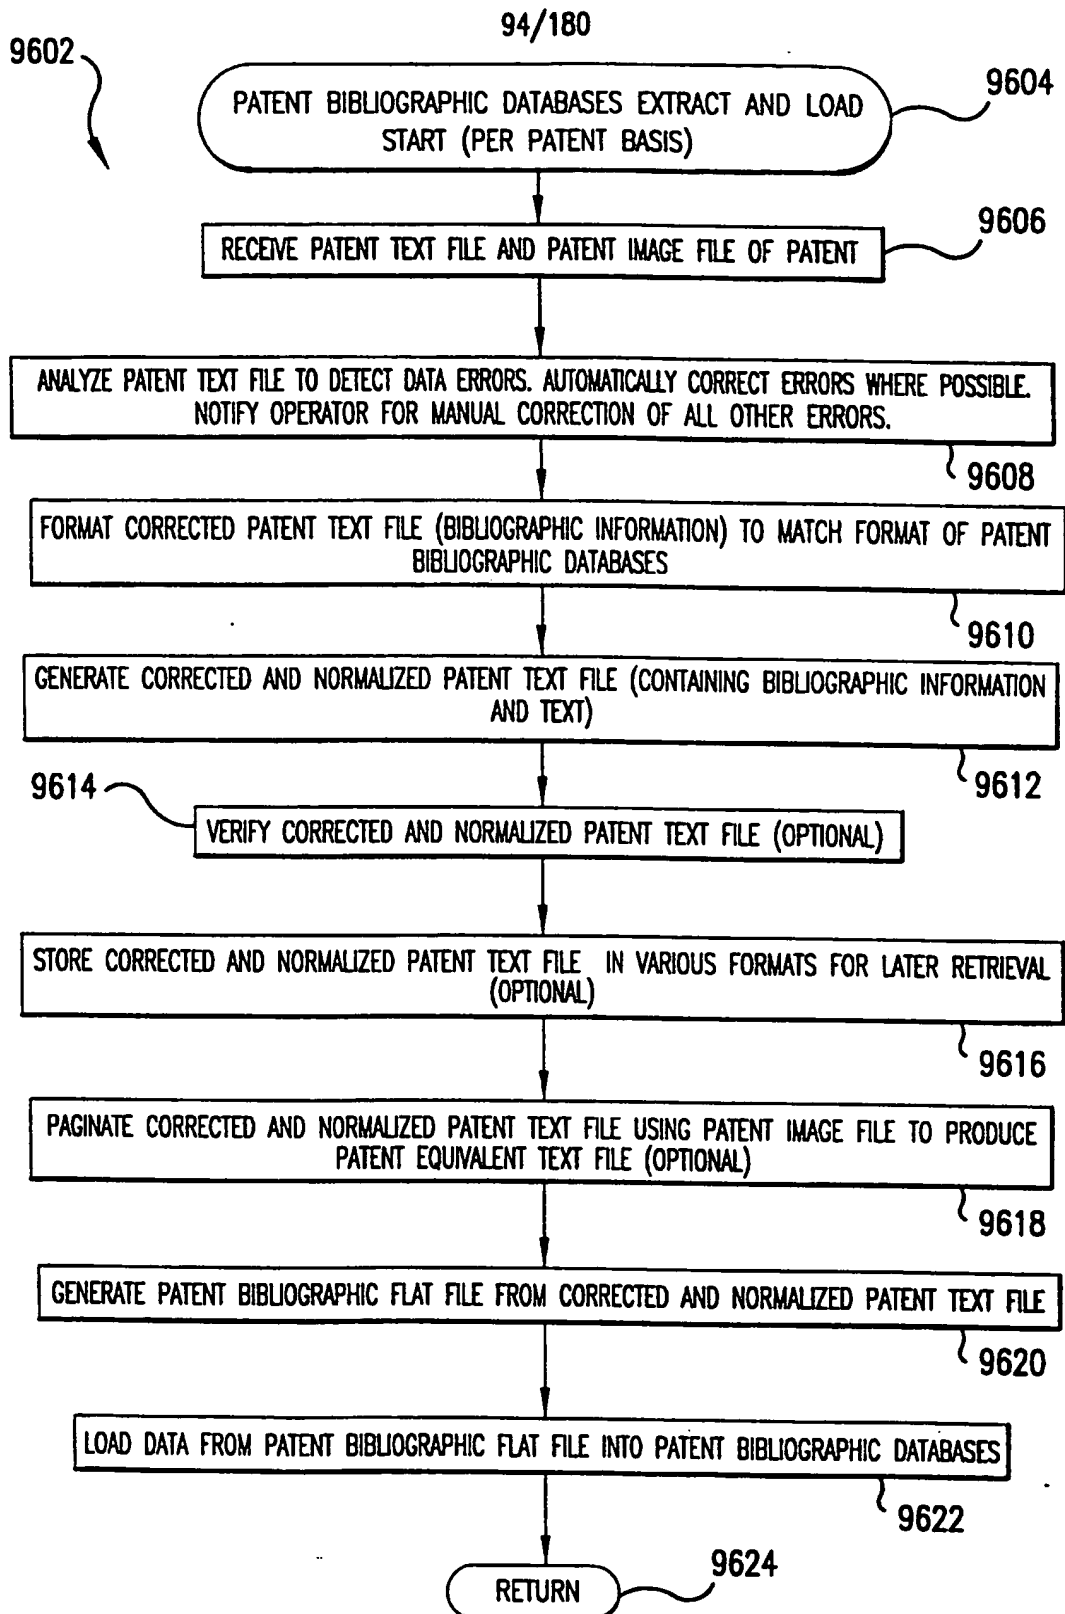 94/180
9602
PATENT BIBLIOGRAPHIC DATABASES EXTRACT AND LOAD
START (PER PATENT BASIS)
9604
RECEIVE PATENT TEXT FILE AND PATENT IMAGE FILE OF PATENT
9606
ANALYZE PATENT TEXT FILE TO DETECT DATA ERRORS. AUTOMATICALLY CORRECT ERRORS WHERE POSSIBLE.
NOTIFY OPERATOR FOR MANUAL CORRECTION OF ALL OTHER ERRORS.
9608
FORMAT CORRECTED PATENT TEXT FILE (BIBLIOGRAPHIC INFORMATION) TO MATCH FORMAT OF PATENT
BIBLIOGRAPHIC DATABASES
9610
GENERATE CORRECTED AND NORMALIZED PATENT TEXT FILE (CONTAINING BIBLIOGRAPHIC INFORMATION
AND TEXT)
9612
9614
VERIFY CORRECTED AND NORMALIZED PATENT TEXT FILE (OPTIONAL)
STORE CORRECTED AND NORMALIZED PATENT TEXT FILE IN VARIOUS FORMATS FOR LATER RETRIEVAL
(OPTIONAL)
9616
PAGINATE CORRECTED AND NORMALIZED PATENT TEXT FILE USING PATENT IMAGE FILE TO PRODUCE
PATENT EQUIVALENT TEXT FILE (OPTIONAL)
9618
GENERATE PATENT BIBLIOGRAPHIC FLAT FILE FROM CORRECTED AND NORMALIZED PATENT TEXT FILE
9620
LOAD DATA FROM PATENT BIBLIOGRAPHIC FLAT FILE INTO PATENT BIBLIOGRAPHIC DATABASES
9622
RETURN
9624